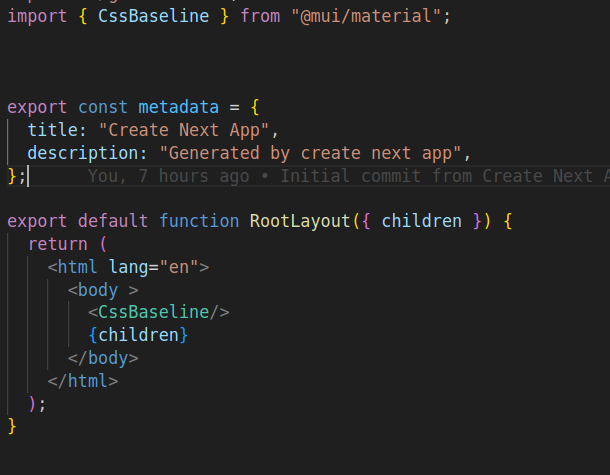 import { CssBaseline } from "@mui/material";
export const metadata = {
title: "Create Next App",
description: "Generated by create next app",
};      You, 7 hours ago • Initial commit from Create Next A
export default function RootLayout({ children }) {
return (
<html lang="en">
<body >
<CssBaseline/>
{children}
</body>
</html>
);
}